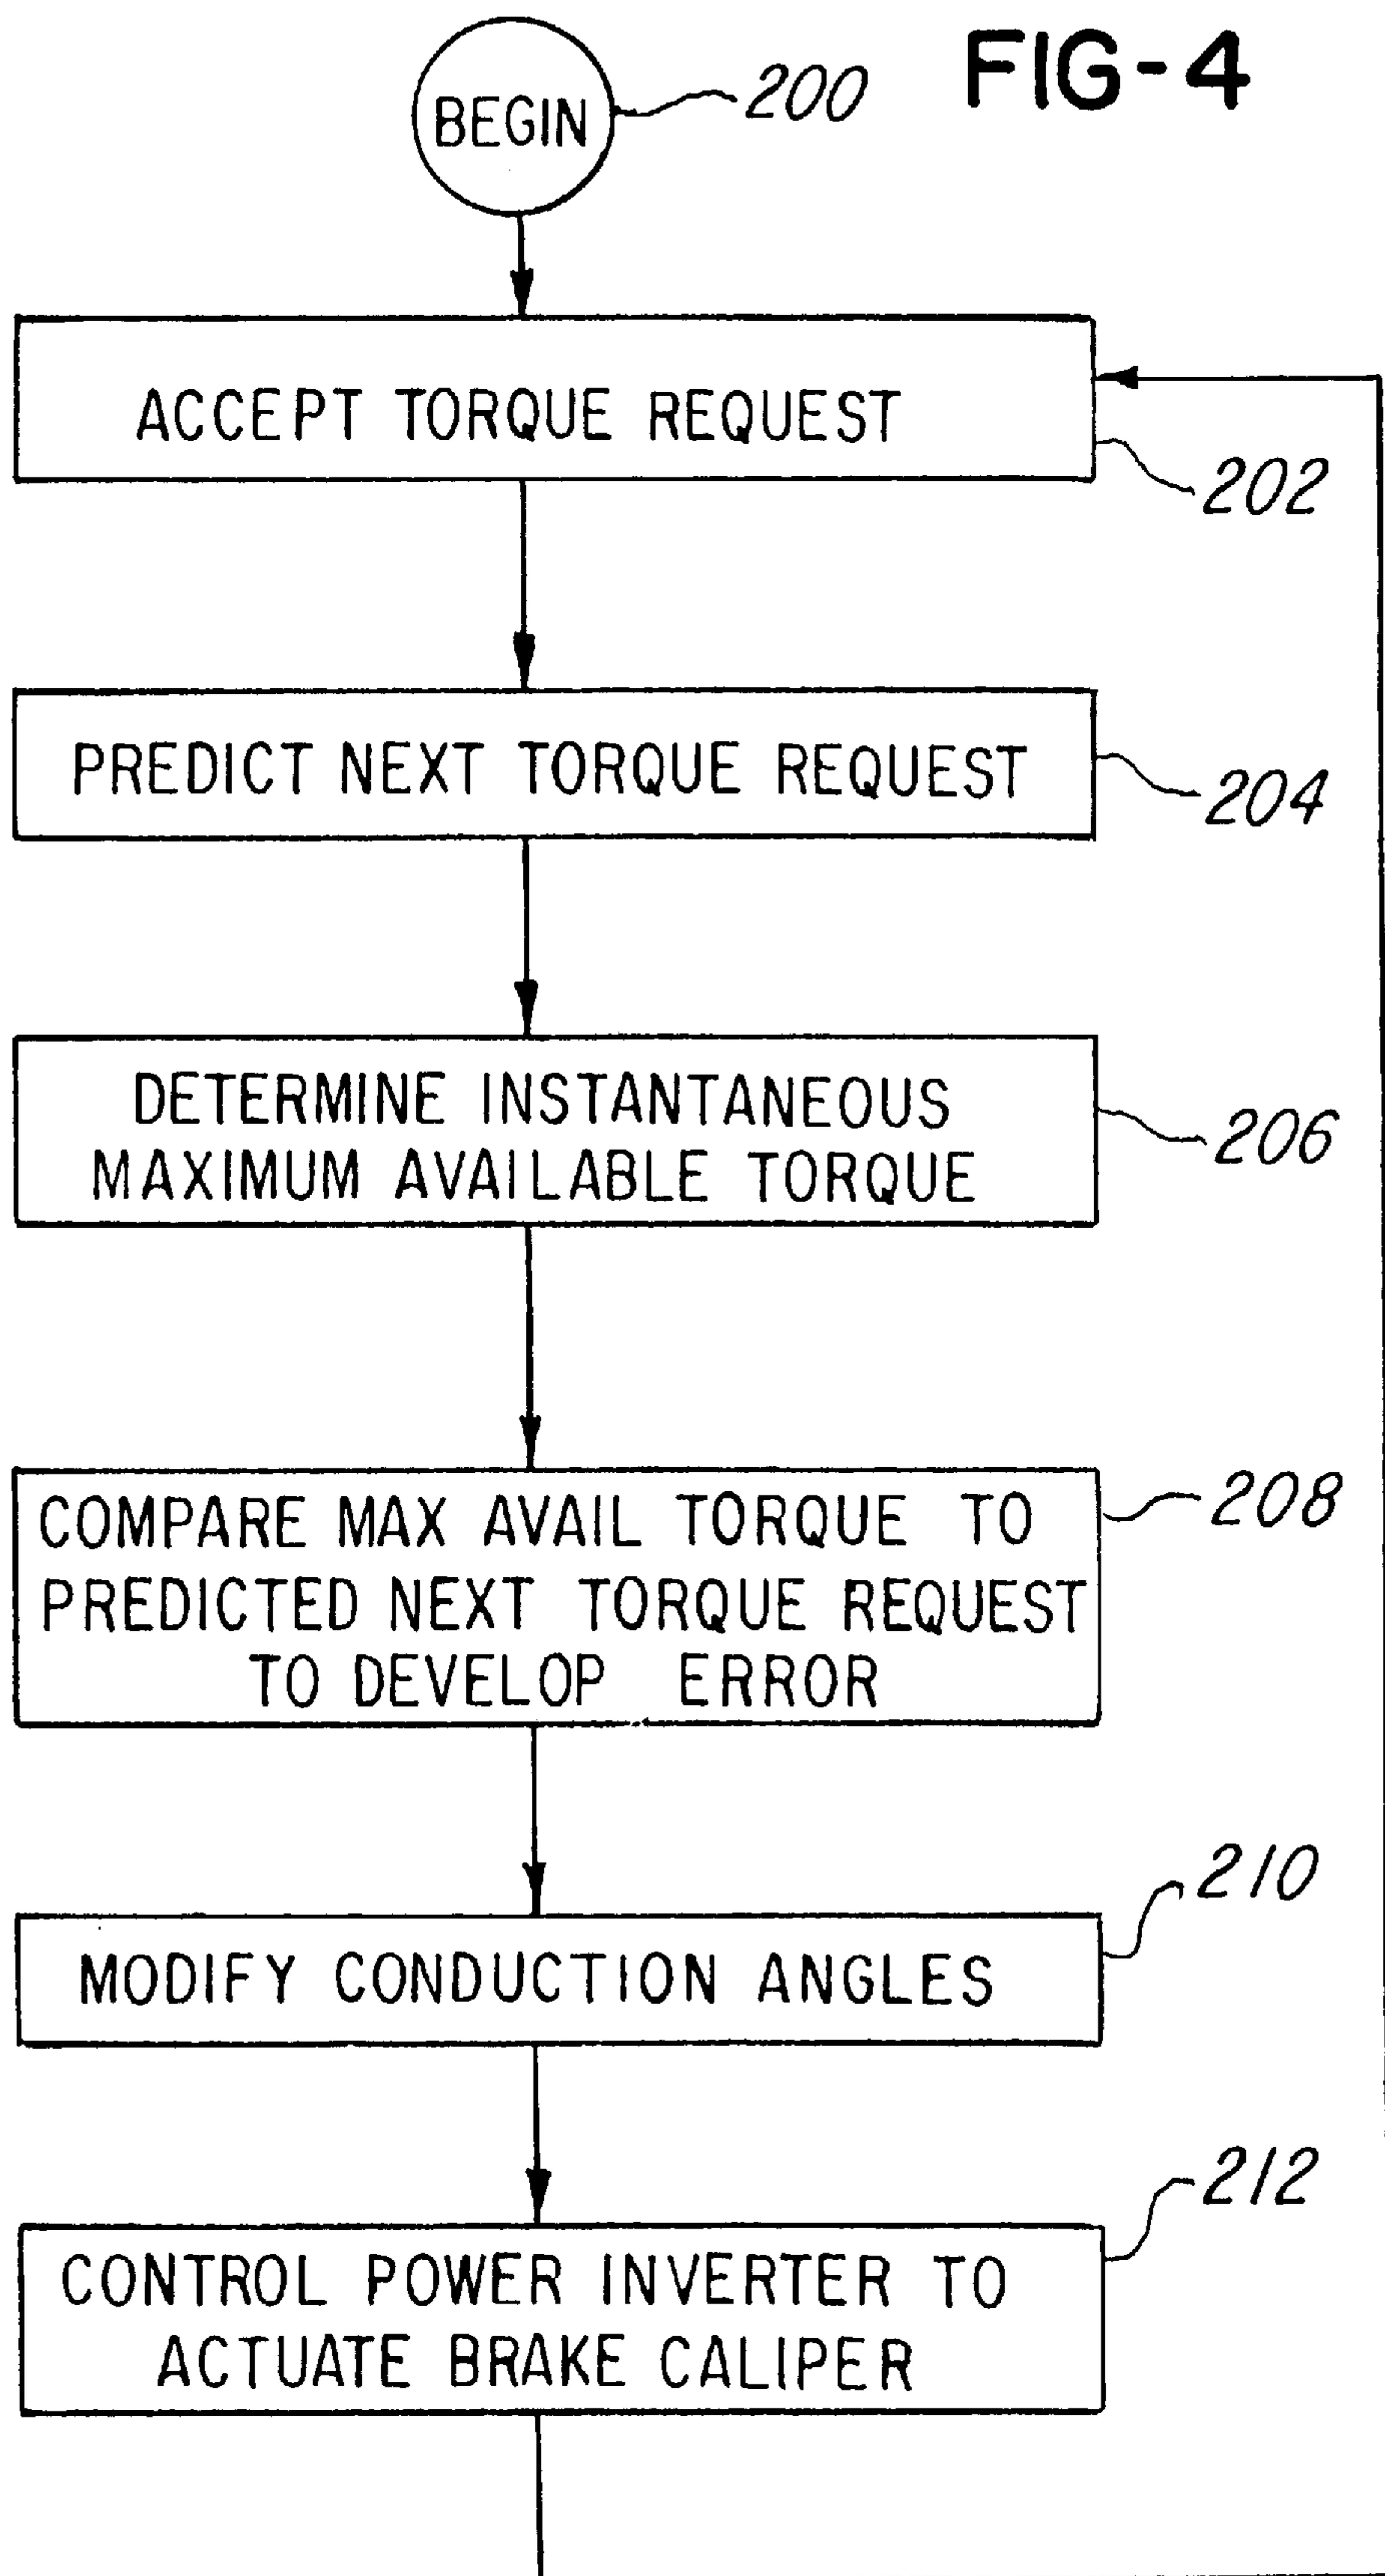 FIG-4
BEGIN
200
ACCEPT TORQUE REQUEST
202
PREDICT NEXT TORQUE REQUEST
204
DETERMINE INSTANTANEOUS
MAXIMUM AVAILABLE TORQUE
206
COMPARE MAX AVAIL TORQUE TO
PREDICTED NEXT TORQUE REQUEST
TO DEVELOP ERROR
208
MODIFY CONDUCTION ANGLES
210
CONTROL POWER INVERTER TO
ACTUATE BRAKE CALIPER
212